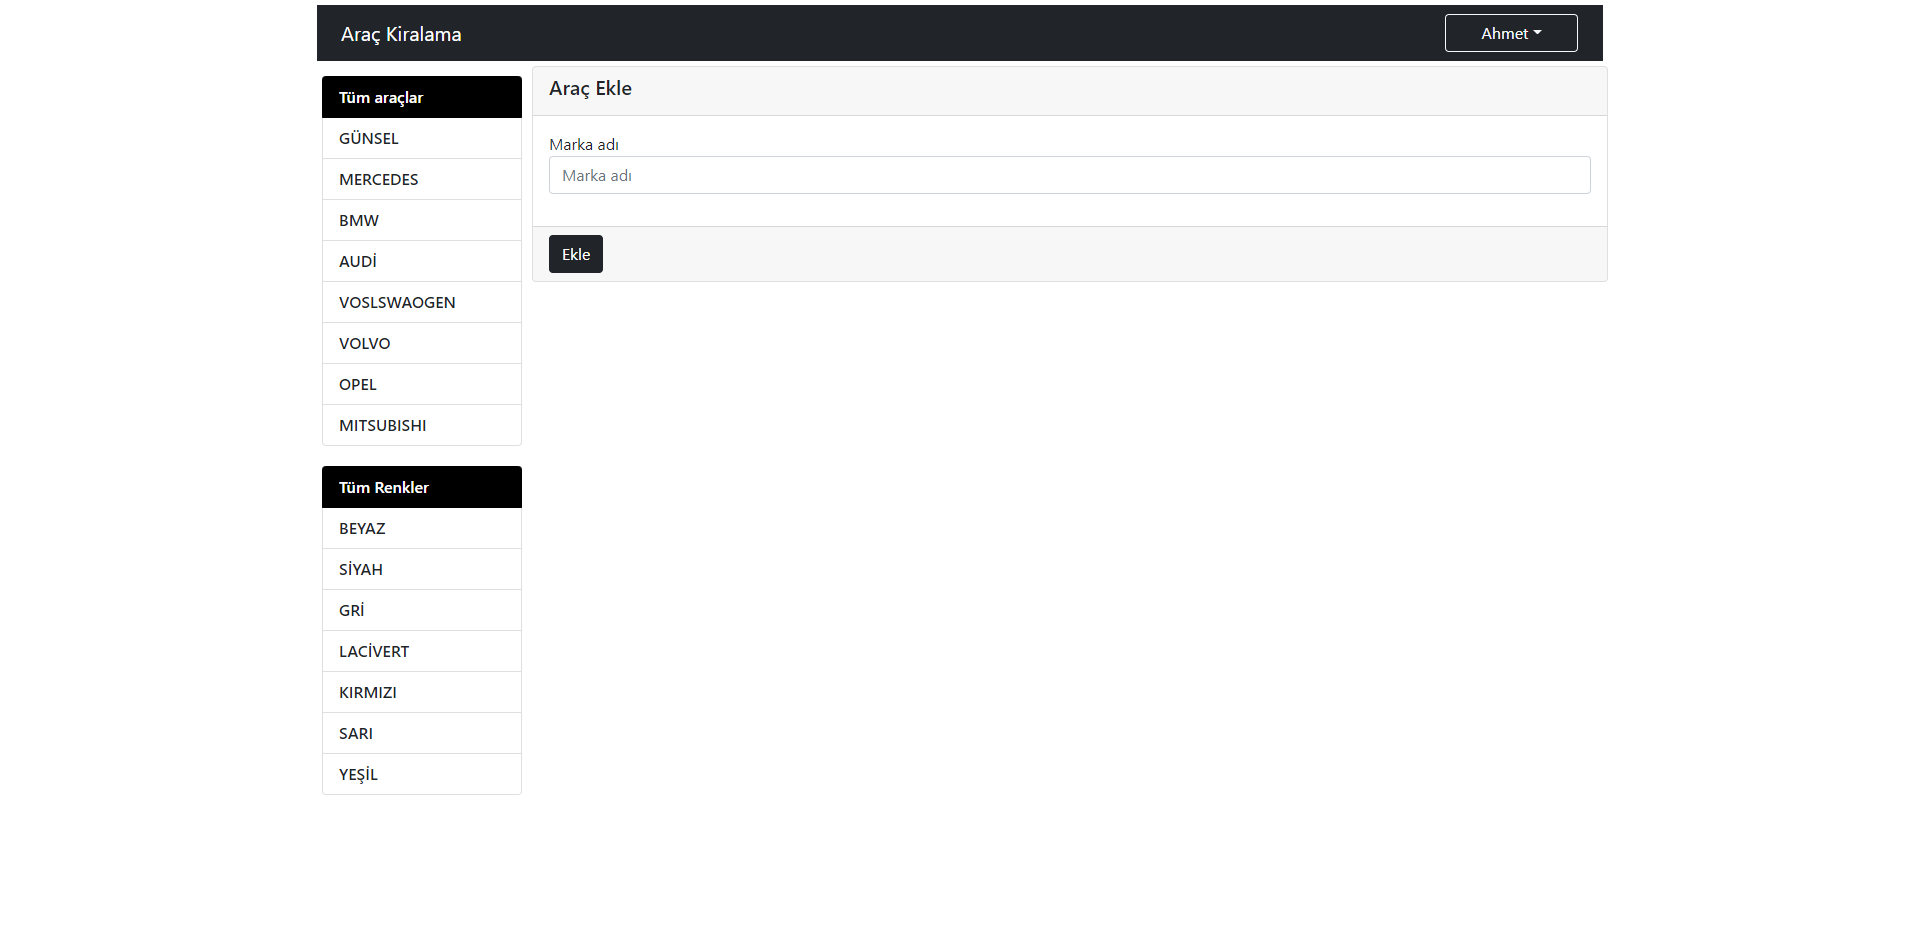 Araç Kiralama
Ahmet
Tüm araçlar
GÜNSEL
MERCEDES
BMW
AUDİ
VOSLSWAOGEN
VOLVO
OPEL
MITSUBISHI
Tüm Renkler
BEYAZ
SİYAH
GRİ
LACİVERT
KIRMIZI
SARI
YEŞİL
Araç Ekle
Marka adı
Marka adı
Ekle